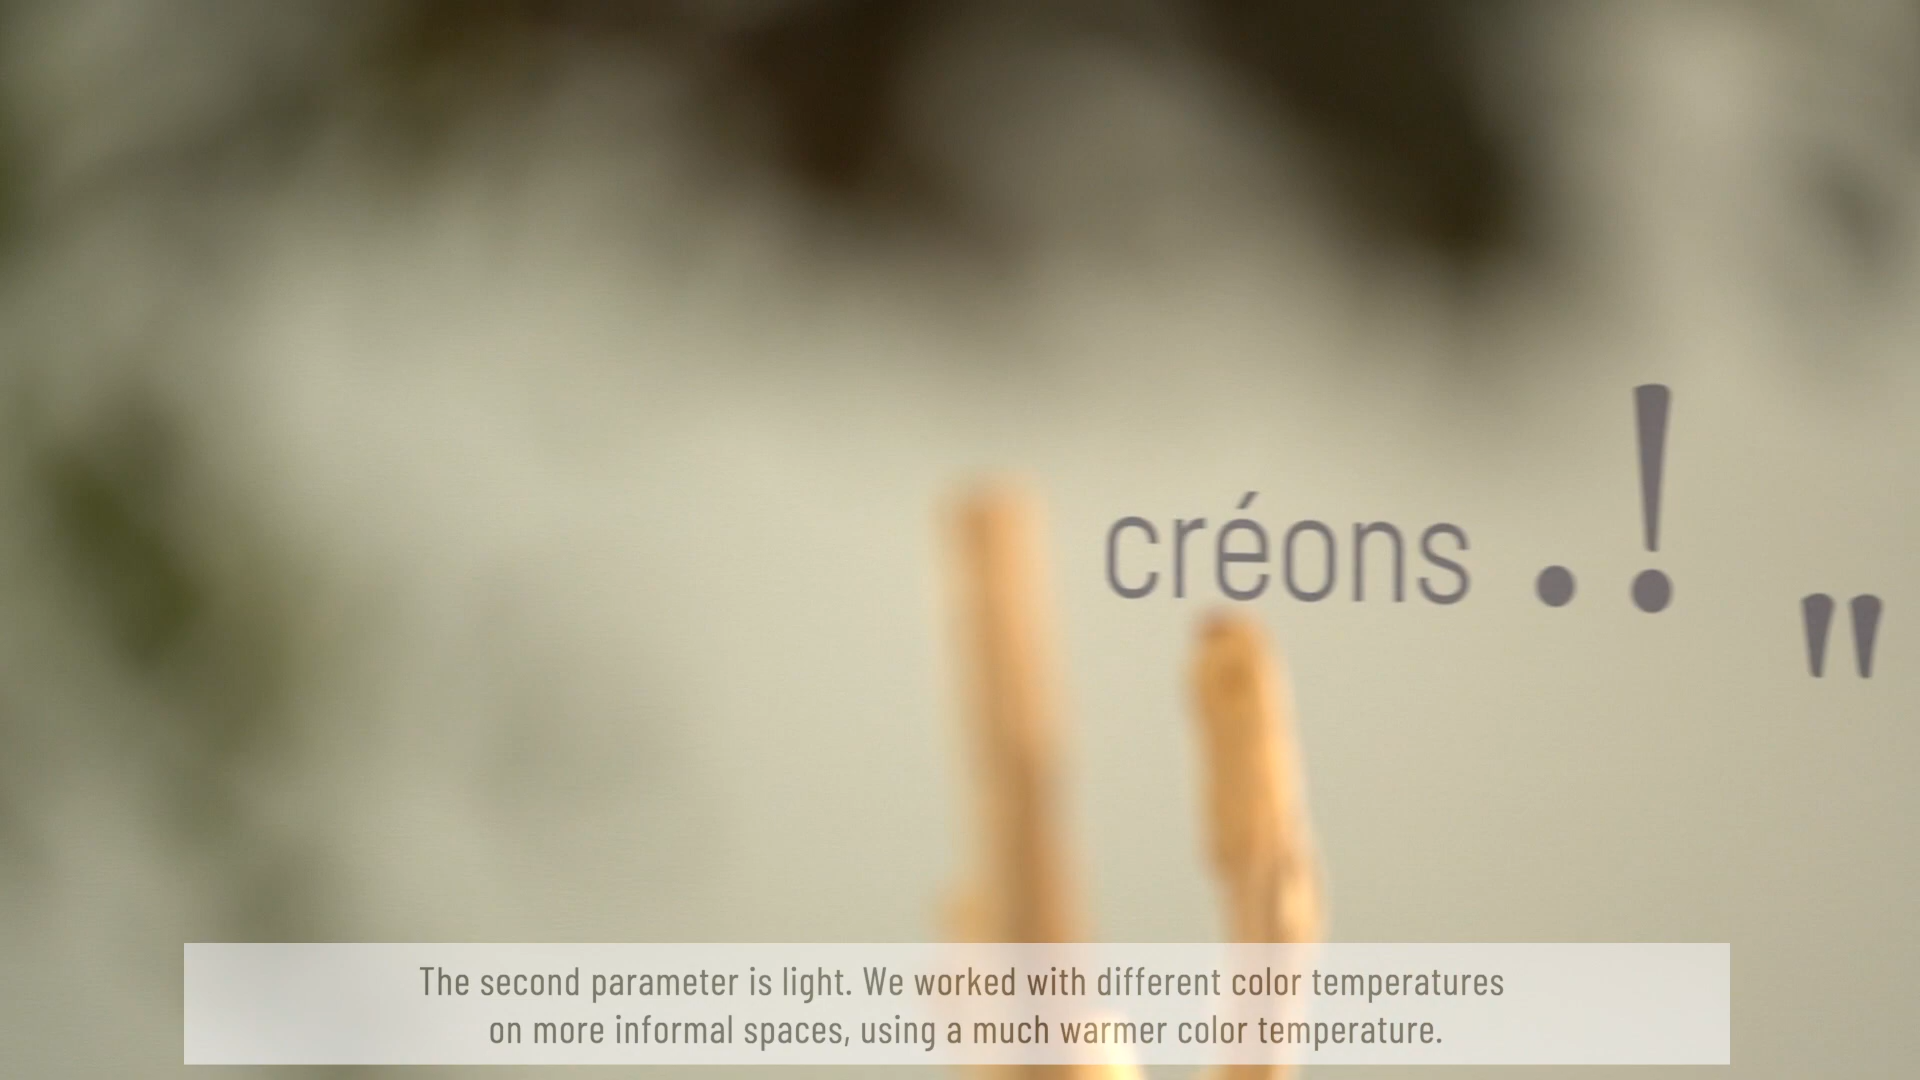 créons . !
"
The second parameter is light. We worked with different color temperatures
on more informal spaces, using a much warmer color temperature.